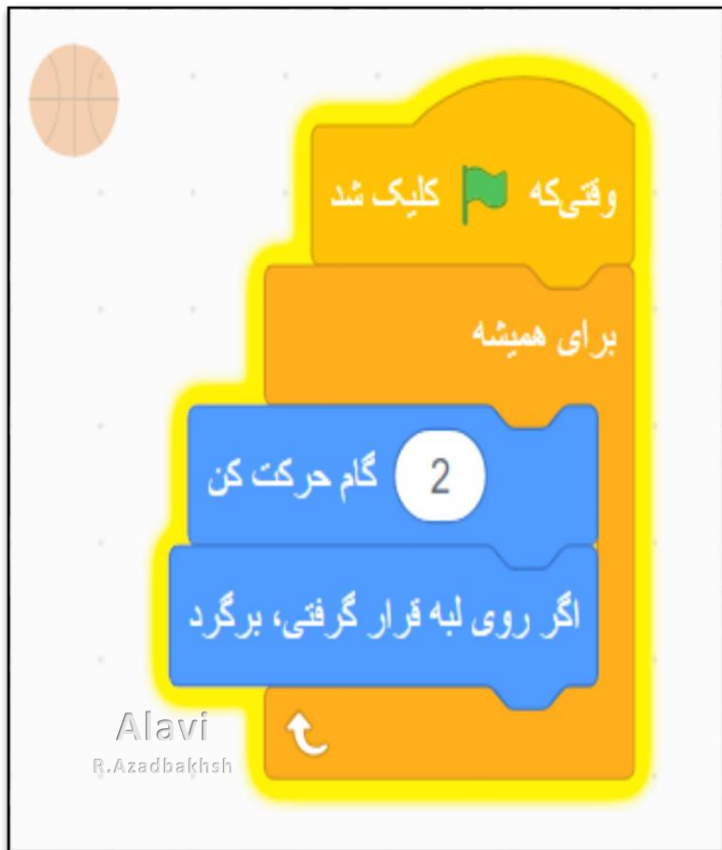 وقتی‌که کلیک شد
برای همیشه
2 گام حرکت کن
اگر روی لبه قرار گرفتی، برگرد
Alavi
R.Azadbakhsh